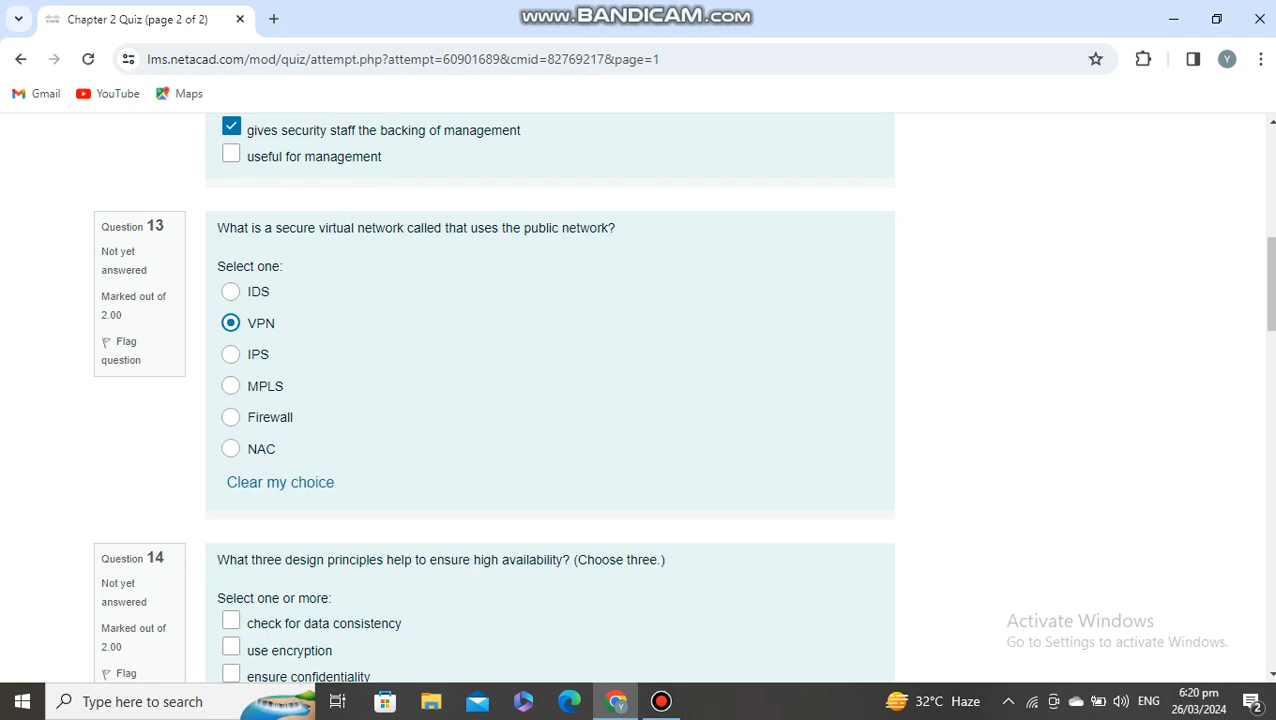 Chapter 2 Quiz (page 2 of 2)
www.BANDICAM.com
lms.netacad.com/mod/quiz/attempt.php?attempt=60901689&cmid=82769217&page=1
Y
Gmail
YouTube
Maps
gives security staff the backing of management
useful for management
Question 13
Not yet
answered
Marked out of
2.00
Flag
question
What is a secure virtual network called that uses the public network?
Select one:
IDS
VPN
IPS
MPLS
Firewall
NAC
Clear my choice
Question 14
Not yet
answered
Marked out of
2.00
Flag
What three design principles help to ensure high availability? (Choose three.)
Select one or more:
check for data consistency
use encryption
ensure confidentiality
Activate Windows
Go to Settings to activate Windows.
Type here to search
Y
32°C Haze
ENG
6:20 pm
26/03/2024
2